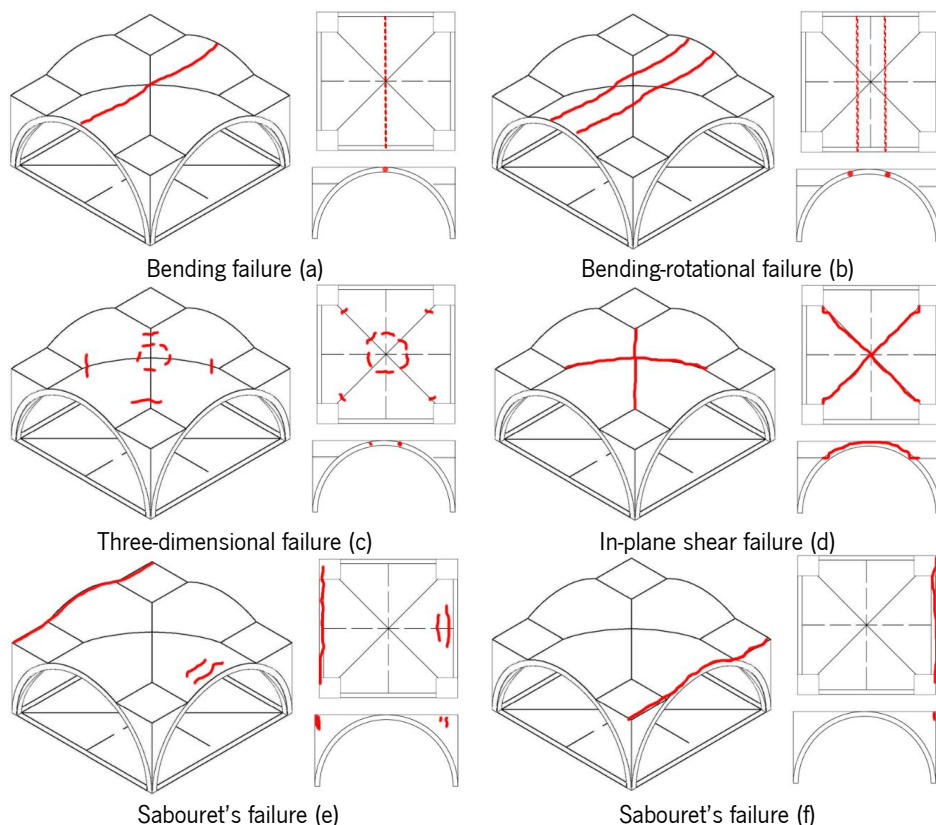 Bending failure (a)
Bending-rotational failure (b)
Three-dimensional failure (c)
In-plane shear failure (d)
Sabouret's failure (e)
Sabouret's failure (f)